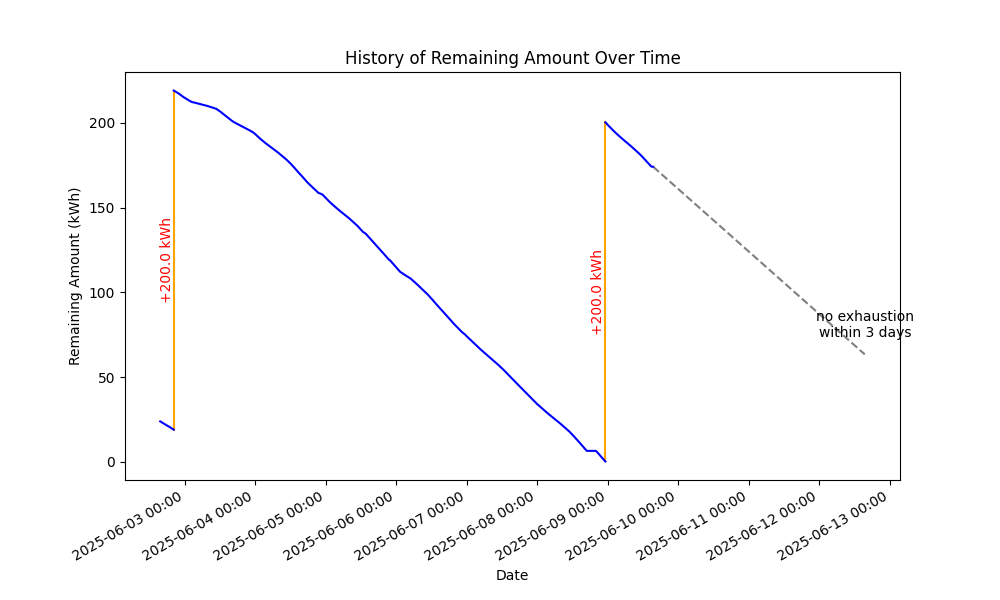 History of Remaining Amount Over Time
Remaining Amount (kWh)
200
150
100
50
0
+200.0 kWh
+200.0 kWh
no exhaustion
within 3 days
2025-06-03 00:00
2025-06-04 00:00
2025-06-05 00:00
2025-06-06 00:00
2025-06-07 00:00
2025-06-08 00:00
2025-06-09 00:00
2025-06-10 00:00
2025-06-11 00:00
2025-06-12 00:00
2025-06-13 00:00
Date